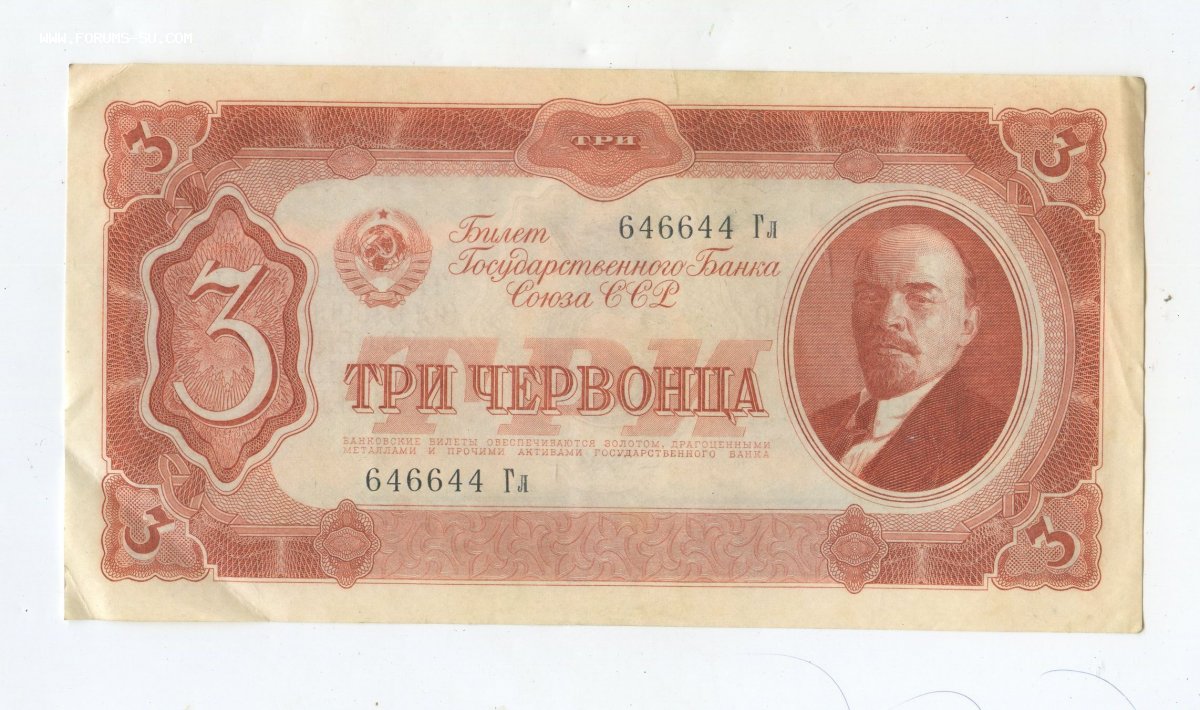 www.forums-su.com
3
ТРИ
3
646644 Гл
Билет
Государственного Банка
Союза ССР
3
ТРИ
ТРИ ЧЕРВОНЦА
БАНКОВСКИЕ БИЛЕТЫ ОБЕСПЕЧИВАЮТСЯ ЗОЛОТОМ, ДРАГОЦЕННЫМИ
МЕТАЛЛАМИ И ПРОЧИМИ АКТИВАМИ ГОСУДАРСТВЕННОГО БАНКА
646644 Гл
3
3